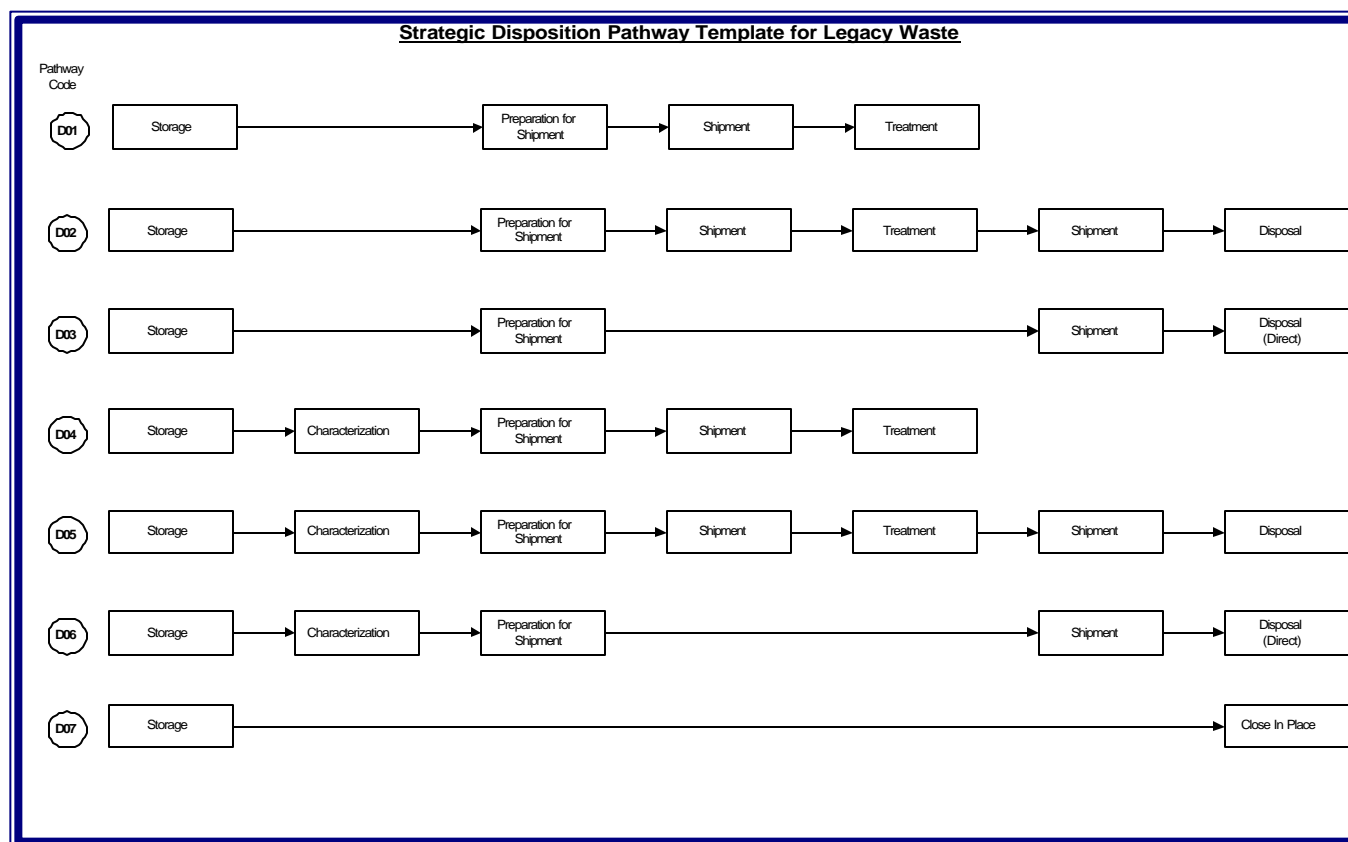 Strategic Disposition Pathway Template for Legacy Waste
Pathway
Code
D01
Storage
Preparation for
Shipment
Shipment
Treatment
D02
Storage
Preparation for
Shipment
Shipment
Treatment
Shipment
Disposal
D03
Storage
Preparation for
Shipment
Shipment
Disposal
(Direct)
D04
Storage
Characterization
Preparation for
Shipment
Shipment
Treatment
D05
Storage
Characterization
Preparation for
Shipment
Shipment
Treatment
Shipment
Disposal
D06
Storage
Characterization
Preparation for
Shipment
Shipment
Disposal
(Direct)
D07
Storage
Close In Place